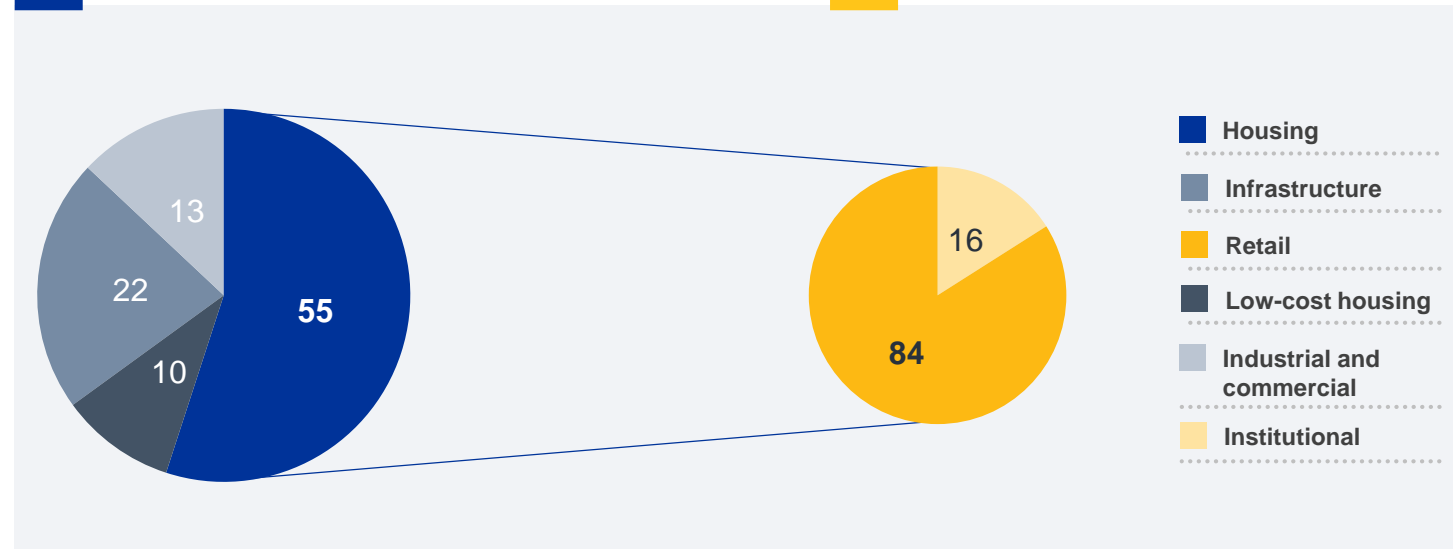 13
22
55
10
16
84
Housing
Infrastructure
Retail
Low-cost housing
Industrial and
commercial
Institutional